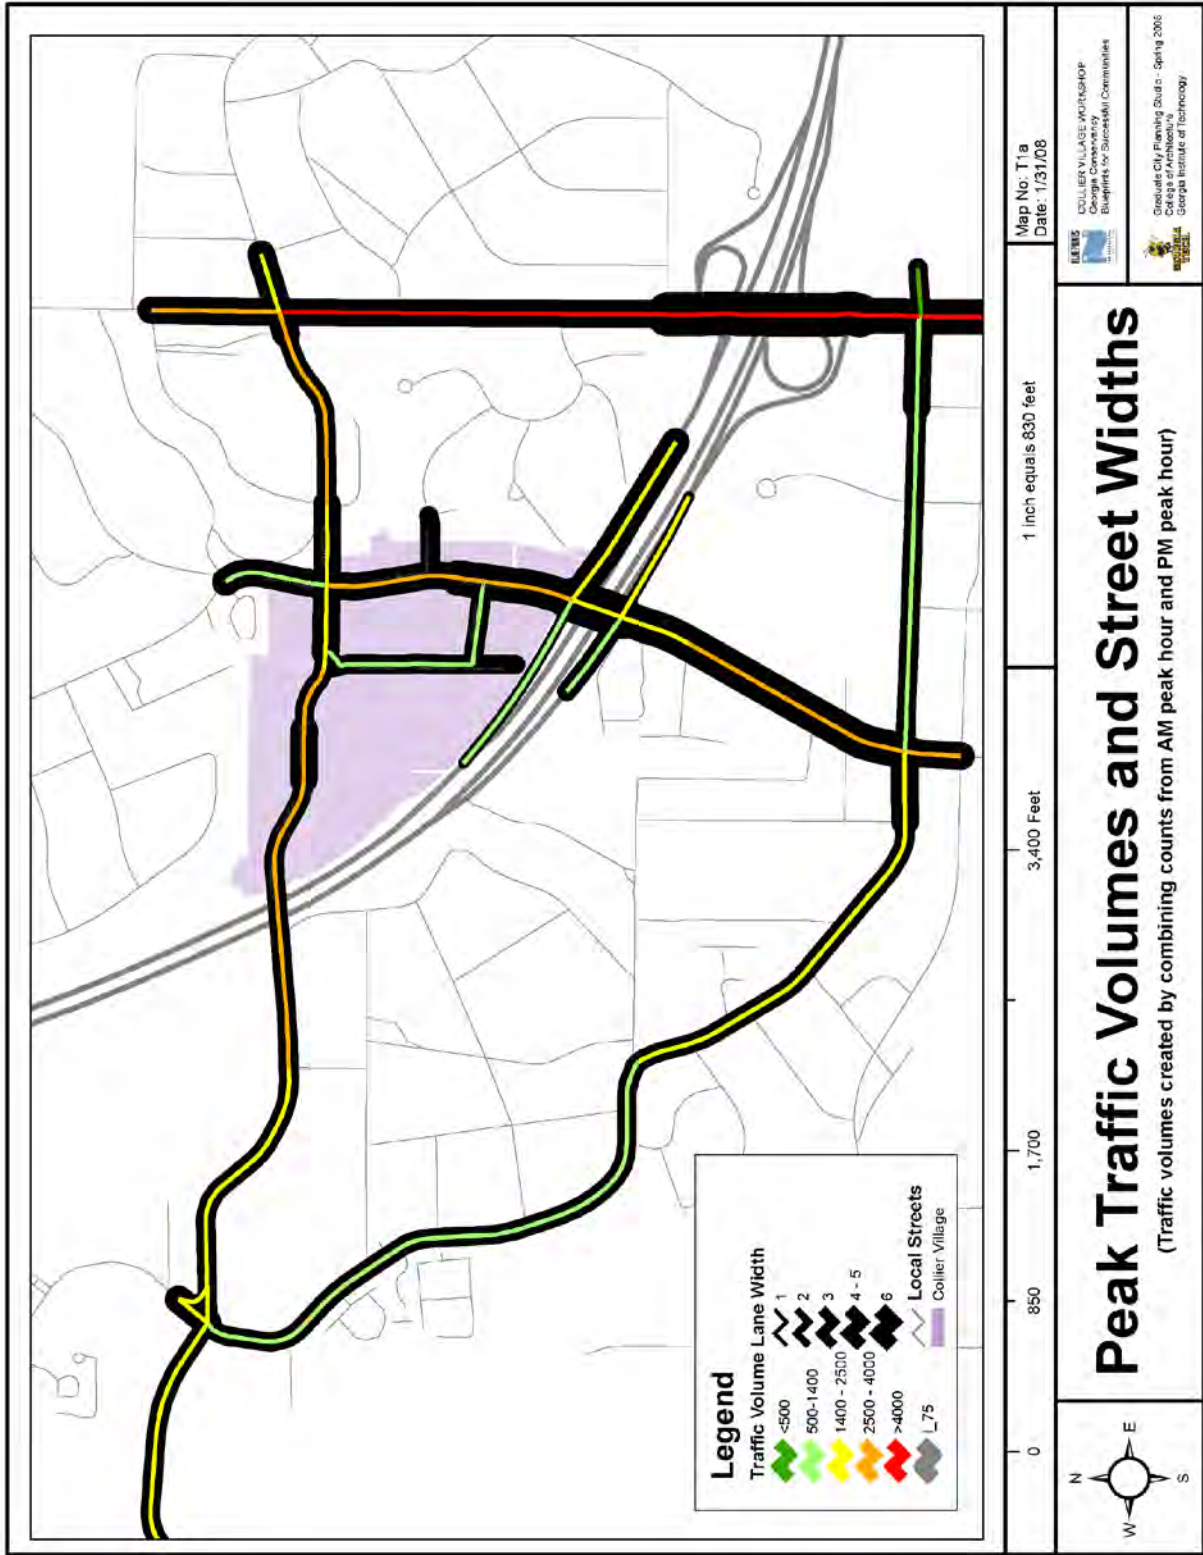 Peak Traffic Volumes and Street Widths
(Traffic volumes created by combining counts from AM peak hour and PM peak hour)
Legend
Traffic Volume Lane Width
<500
500-1400
1400 - 2500
2500 - 4000
>4000
I_75
1
2
3
4 - 5
6
Local Streets
Collier Village
N
W
E
S
0
850
1,700
3,400 Feet
1 inch equals 830 feet
Map No: T1a
Date: 1/31/08
COLLIER VILLAGE WORKSHOP
Georgia Conservancy
Blueprints for Successful Communities
BLUEPRINTS
Graduate City Planning Studio - Spring 2008
College of Architecture
Georgia Institute of Technology
GEORGIA
TECH